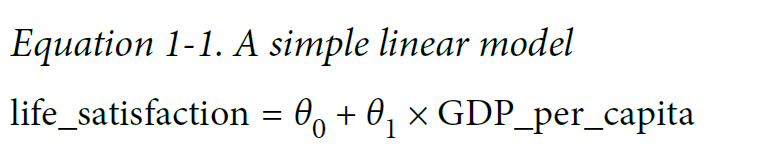 Equation 1-1. A simple linear model
life_satisfaction = θ₀ + θ₁ × GDP_per_capita